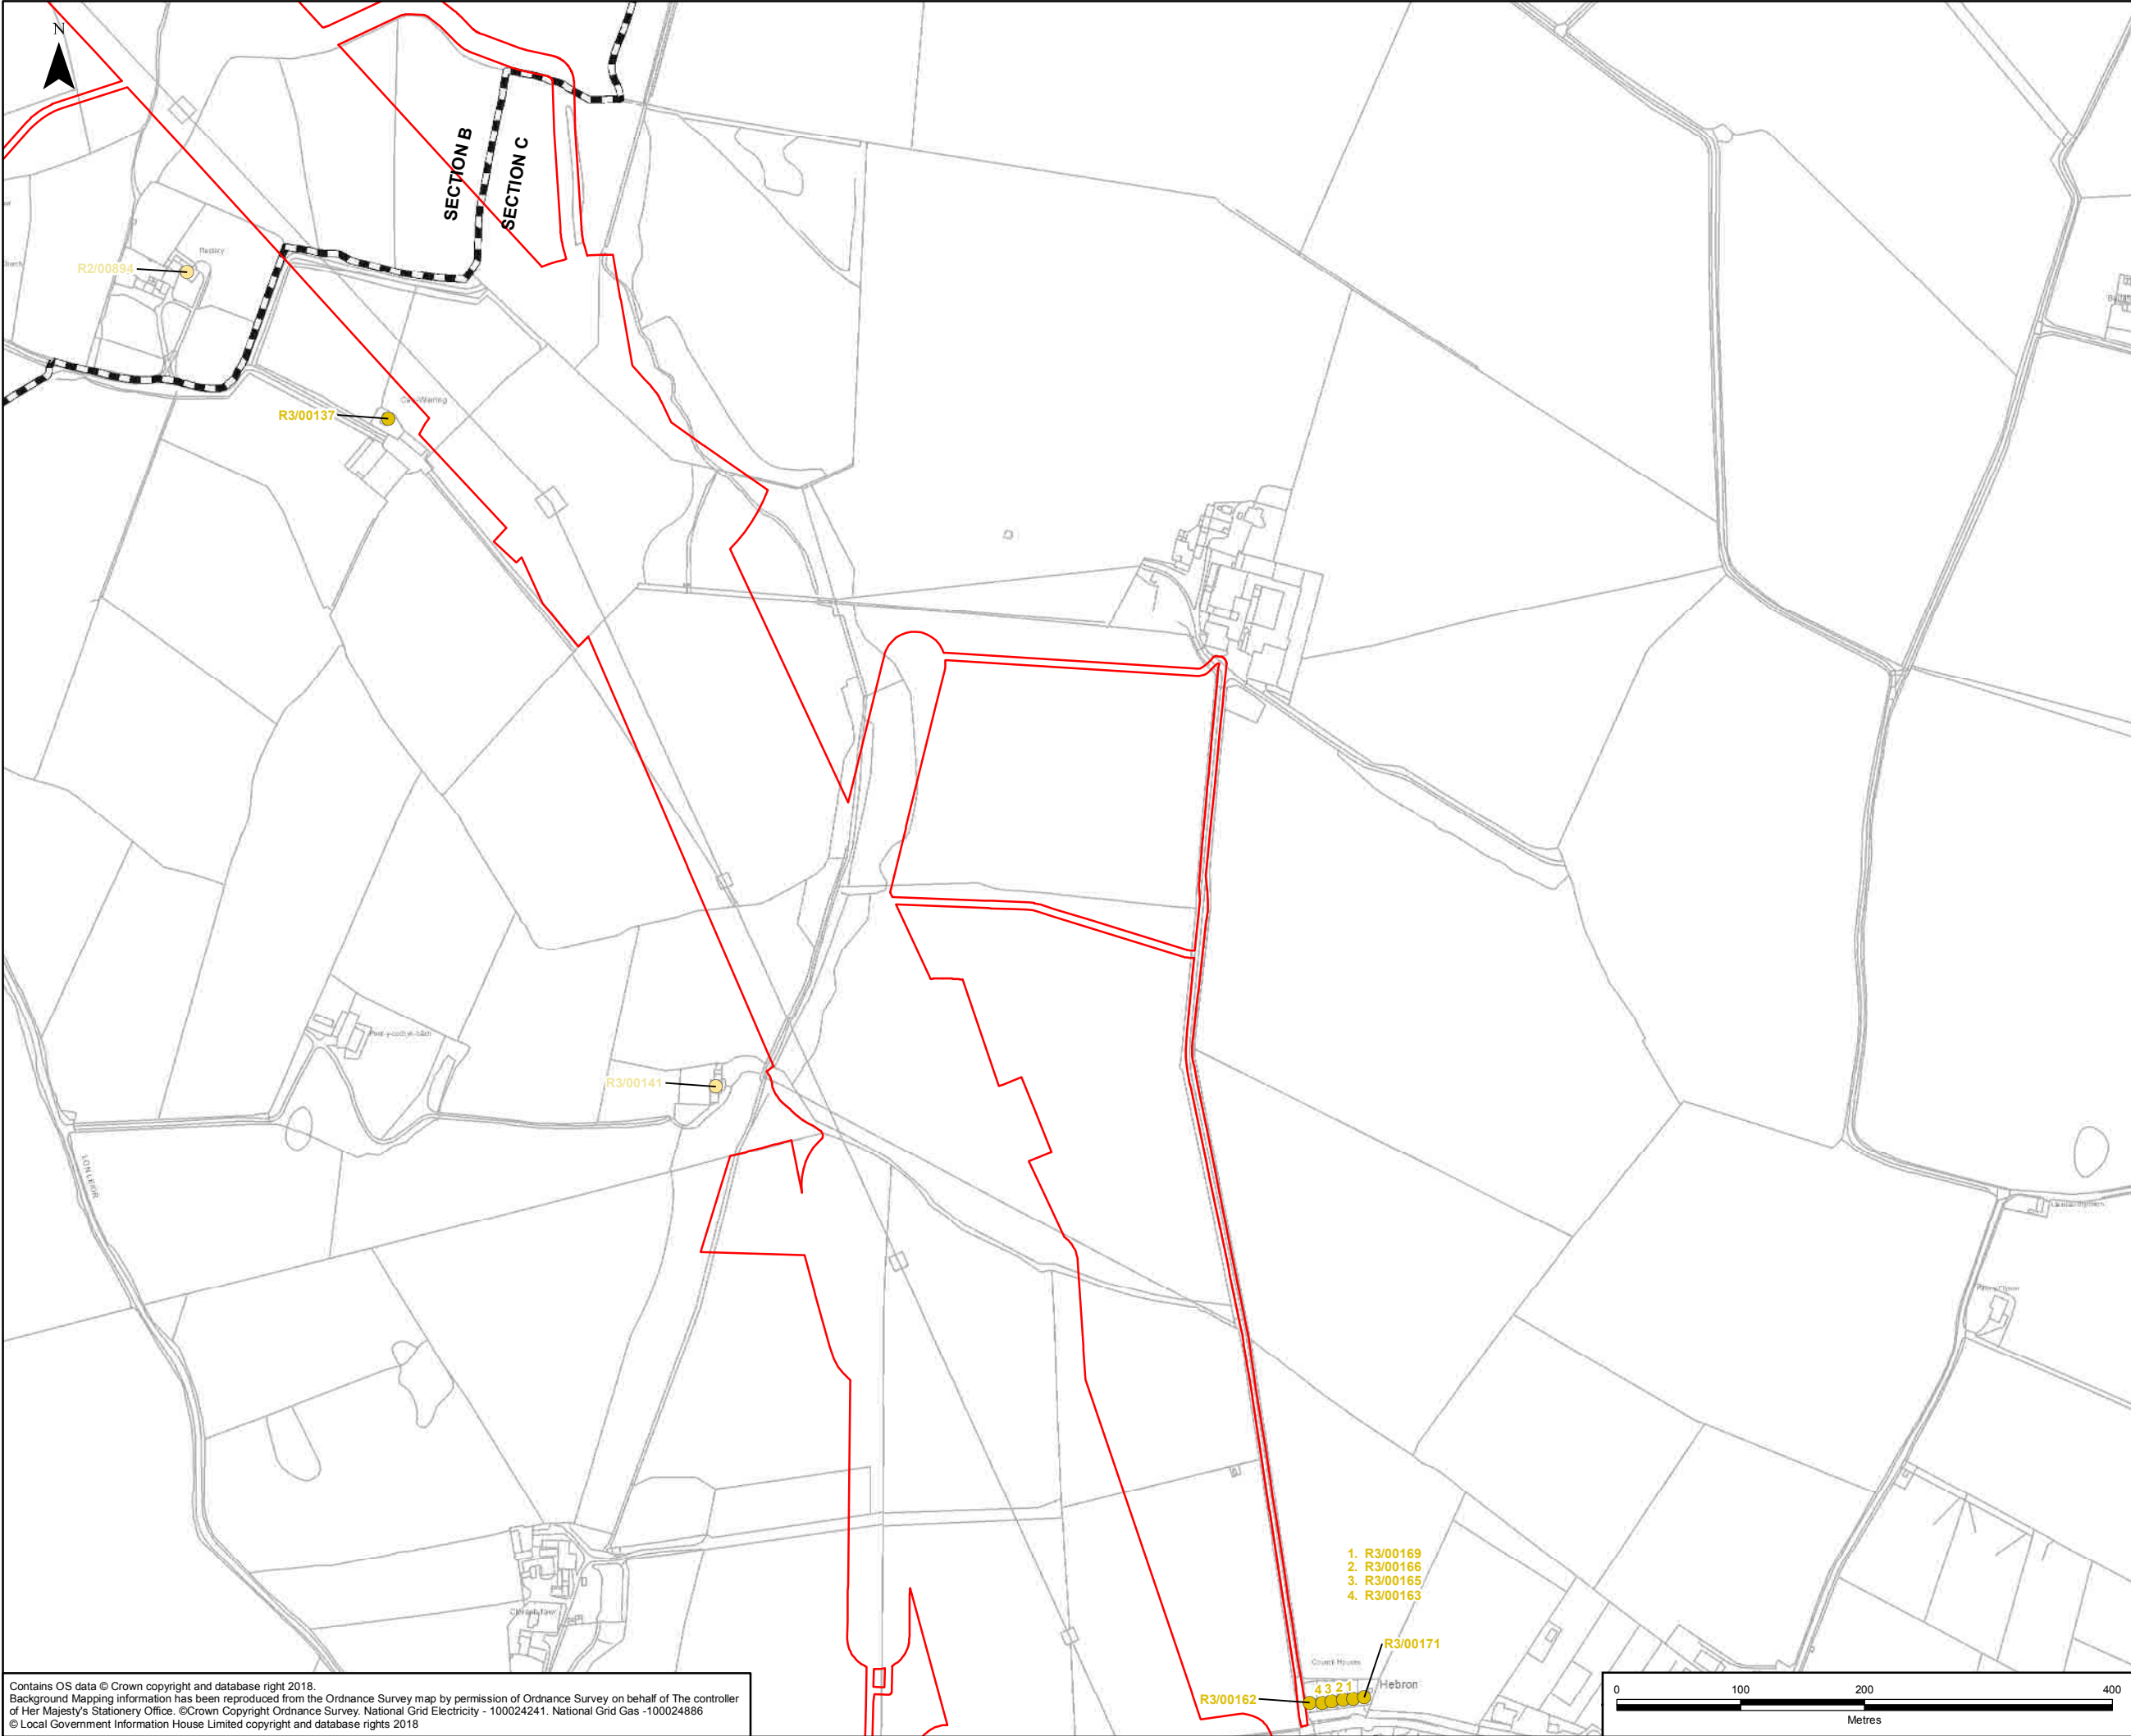 N
SECTION B
SECTION C
Rectory
R2/00894
R3/00137
R3/00141
LON LEIDR
1. R3/00169
2. R3/00166
3. R3/00165
4. R3/00163
R3/00171
Council Houses
4 3 2 1
Hebron
R3/00162
Contains OS data © Crown copyright and database right 2018.
Background Mapping information has been reproduced from the Ordnance Survey map by permission of Ordnance Survey on behalf of The controller
of Her Majesty's Stationery Office. ©Crown Copyright Ordnance Survey. National Grid Electricity - 100024241. National Grid Gas -100024886
© Local Government Information House Limited copyright and database rights 2018
0 100 200 400
Metres